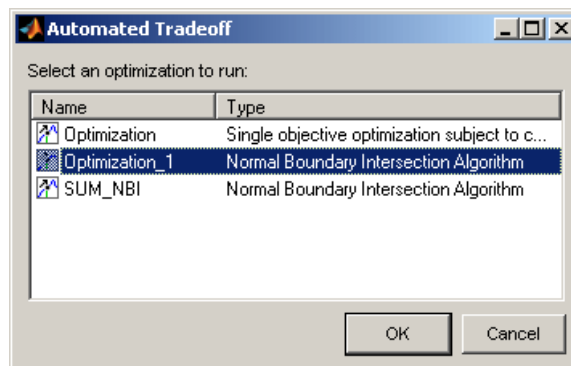 Automated Tradeoff
Select an optimization to run:
Name Type
Optimization Single objective optimization subject to c...
Optimization_1 Normal Boundary Intersection Algorithm
SUM_NBI Normal Boundary Intersection Algorithm
OK Cancel